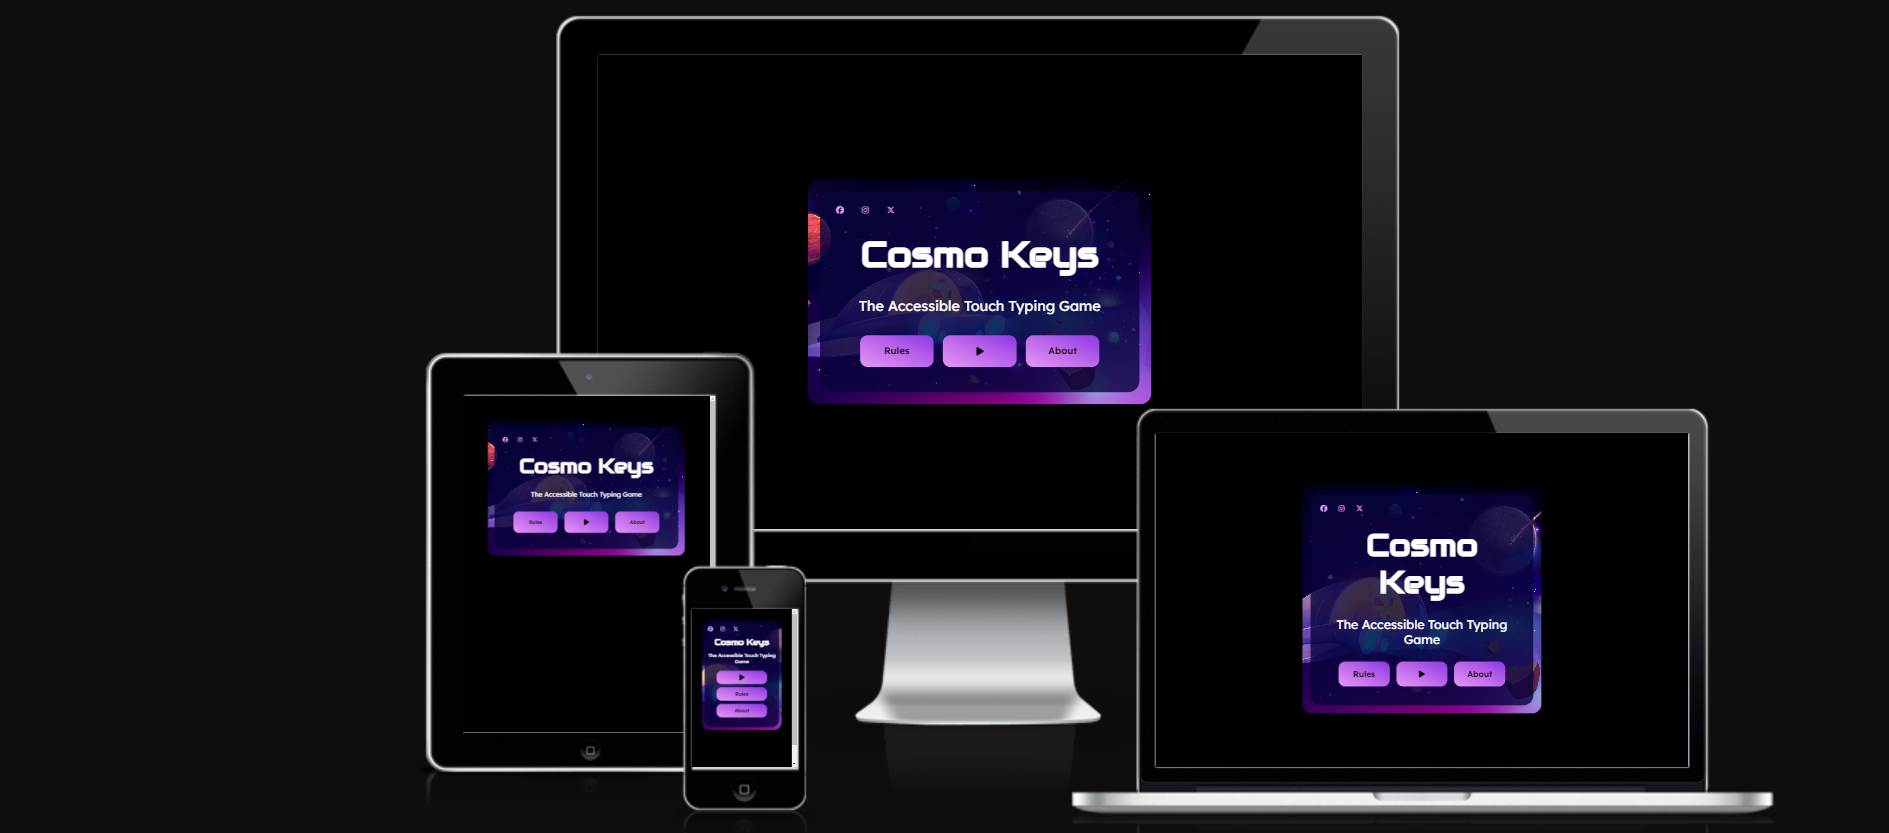 Cosmo Keys
The Accessible Touch Typing Game
Rules
About
Cosmo Keys
The Accessible Touch Typing Game
Rules
About
Cosmo Keys
The Accessible Touch Typing
Game
Rules
About
Cosmo
Keys
The Accessible Touch Typing
Game
Rules
About